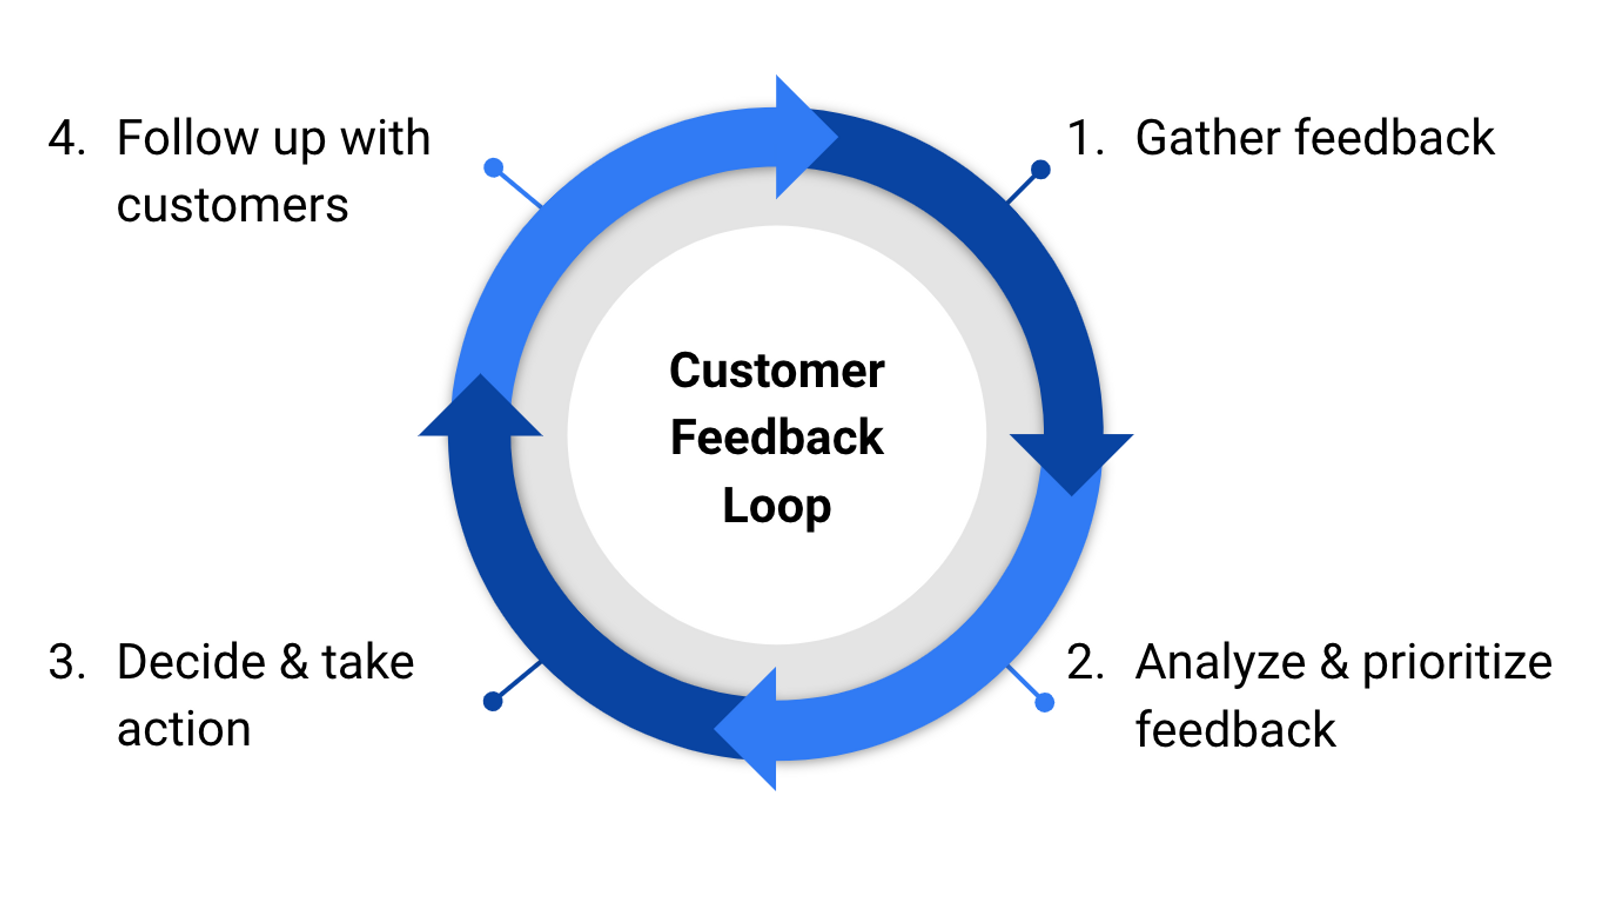 Customer
Feedback
Loop
1. Gather feedback
2. Analyze & prioritize
feedback
3. Decide & take
action
4. Follow up with
customers